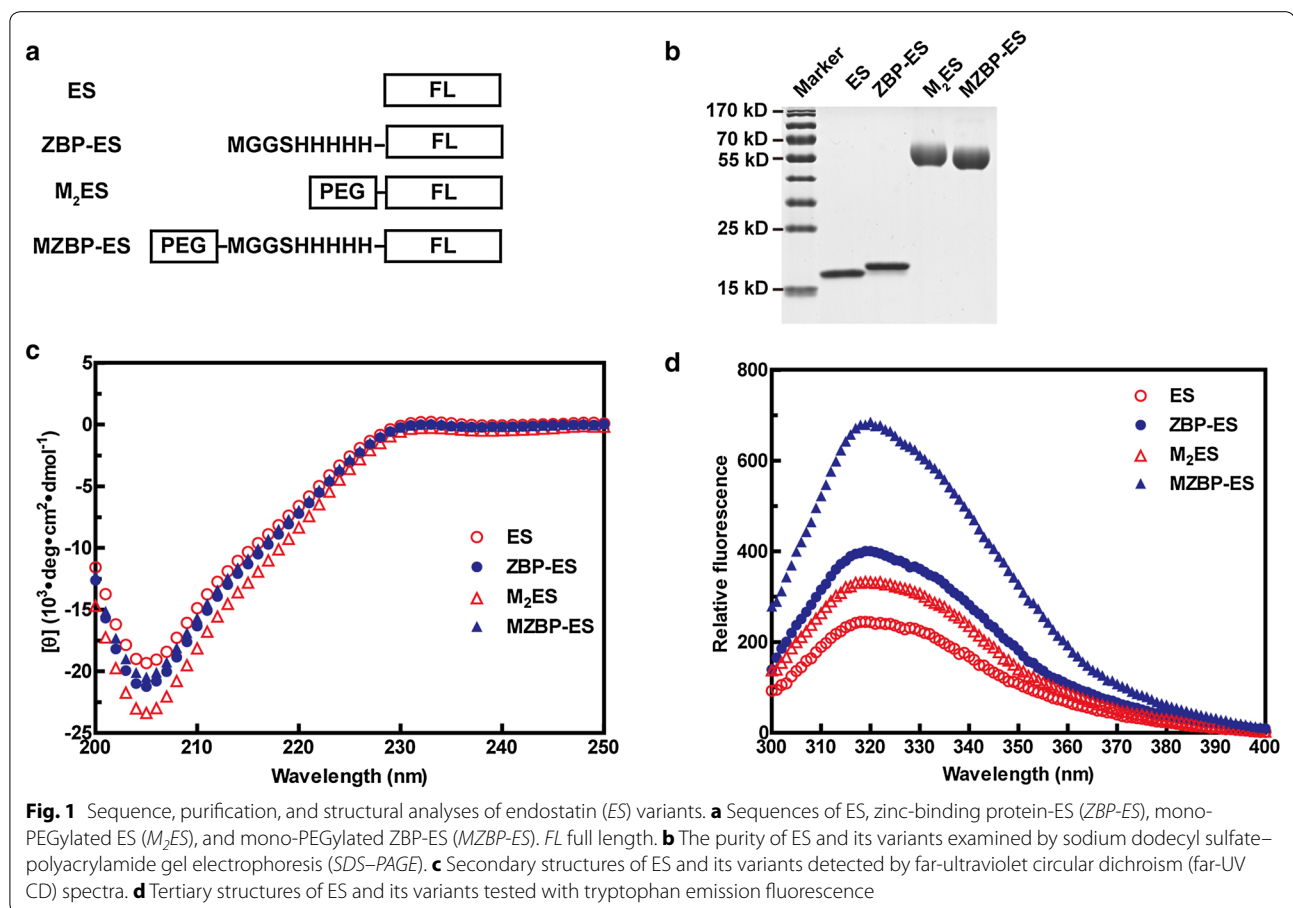 a
ES
FL
ZBP-ES
MGGSHHHHH
FL
M2ES
PEG
FL
MZBP-ES
PEG
MGGSHHHHH
FL
b
Marker
ES
ZBP-ES
M2ES
MZBP-ES
170 kD
70 kD
55 kD
25 kD
15 kD
c
5
0
-5
-10
-15
-20
-25
[θ] (10³•deg•cm²•dmol⁻¹)
ES
ZBP-ES
M2ES
MZBP-ES
200 210 220 230 240 250
Wavelength (nm)
d
800
600
400
200
0
Relative fluorescence
ES
ZBP-ES
M2ES
MZBP-ES
300 310 320 330 340 350 360 370 380 390 400
Wavelength (nm)
Fig. 1 Sequence, purification, and structural analyses of endostatin (ES) variants. a Sequences of ES, zinc-binding protein-ES (ZBP-ES), mono-
PEGylated ES (M2ES), and mono-PEGylated ZBP-ES (MZBP-ES). FL full length. b The purity of ES and its variants examined by sodium dodecyl sulfate–
polyacrylamide gel electrophoresis (SDS–PAGE). c Secondary structures of ES and its variants detected by far-ultraviolet circular dichroism (far-UV
CD) spectra. d Tertiary structures of ES and its variants tested with tryptophan emission fluorescence